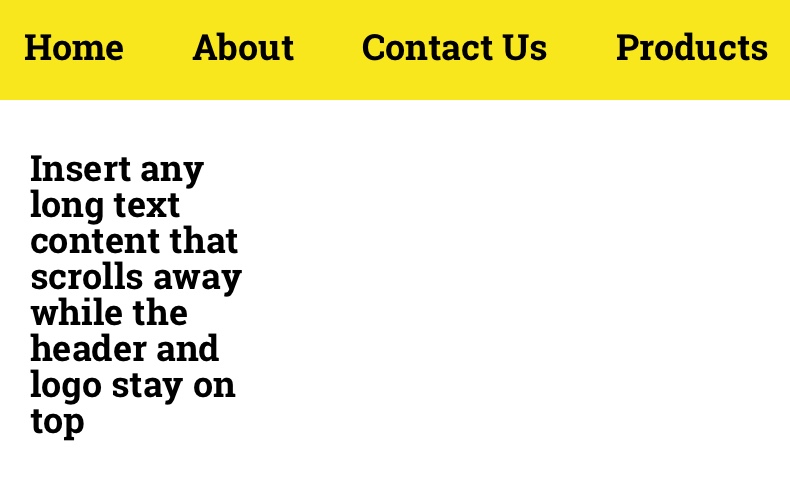 Home About Contact Us Products
Insert any
long text
content that
scrolls away
while the
header and
logo stay on
top